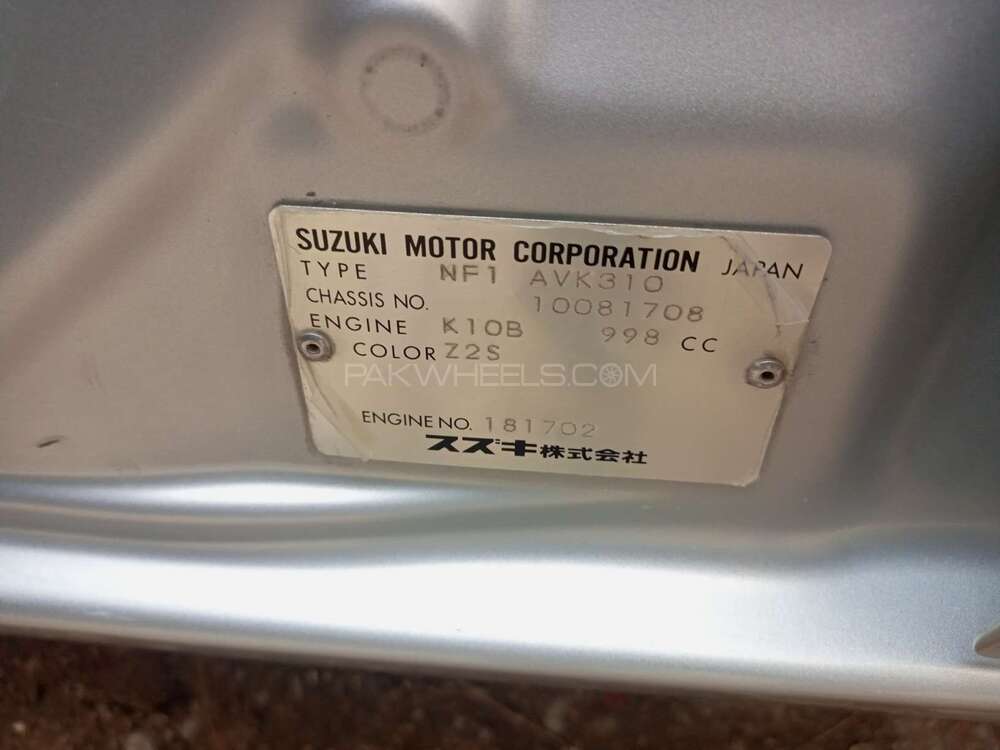 SUZUKI MOTOR CORPORATION JAPAN
TYPE NF1 AVK310
CHASSIS NO. 10081708
ENGINE K10B 998 CC
COLOR Z2S
PAKWHEELS.COM
ENGINE NO. 181702
スズキ株式会社